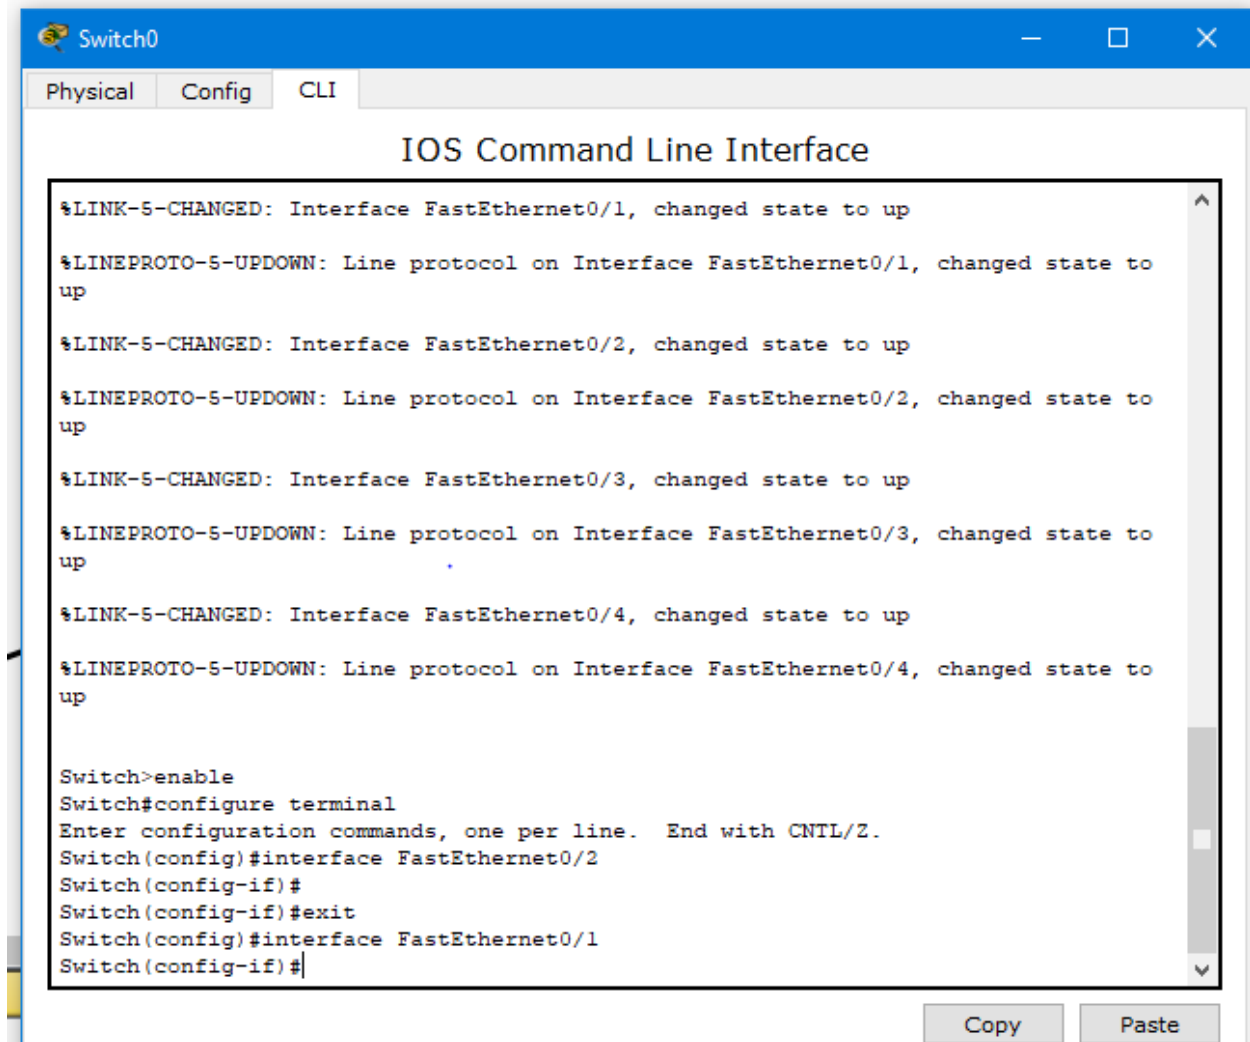 Switch0
Physical Config CLI
IOS Command Line Interface
%LINK-5-CHANGED: Interface FastEthernet0/1, changed state to up
%LINEPROTO-5-UPDOWN: Line protocol on Interface FastEthernet0/1, changed state to
up
%LINK-5-CHANGED: Interface FastEthernet0/2, changed state to up
%LINEPROTO-5-UPDOWN: Line protocol on Interface FastEthernet0/2, changed state to
up
%LINK-5-CHANGED: Interface FastEthernet0/3, changed state to up
%LINEPROTO-5-UPDOWN: Line protocol on Interface FastEthernet0/3, changed state to
up
%LINK-5-CHANGED: Interface FastEthernet0/4, changed state to up
%LINEPROTO-5-UPDOWN: Line protocol on Interface FastEthernet0/4, changed state to
up
Switch>enable
Switch#configure terminal
Enter configuration commands, one per line.  End with CNTL/Z.
Switch(config)#interface FastEthernet0/2
Switch(config-if)#
Switch(config-if)#exit
Switch(config)#interface FastEthernet0/1
Switch(config-if)#
Copy Paste